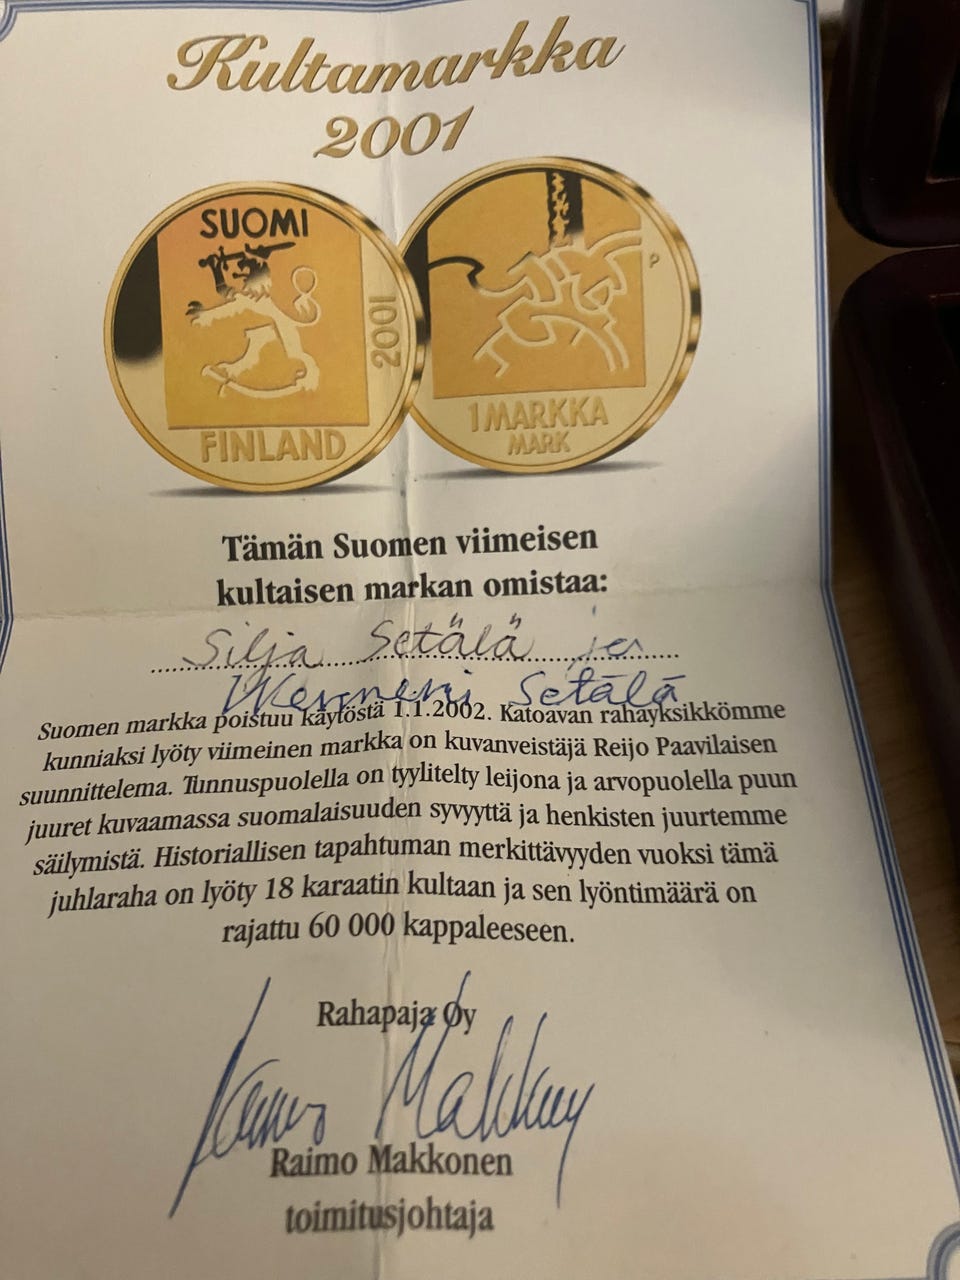 Kultamarkka
2001
SUOMI
2001
FINLAND
P
1 MARKKA
MARK
Tämän Suomen viimeisen
kultaisen markan omistaa:
Silja Setälä ja
Setälä
Suomen markka poistuu käytöstä 1.1.2002. Katoavan rahayksikkömme
kunniaksi lyöty viimeinen markka on kuvanveistäjä Reijo Paavilaisen
suunnittelema. Tunnuspuolella on tyylitelty leijona ja arvopuolella puun
juuret kuvaamassa suomalaisuuden syvyyttä ja henkisten juurtemme
säilymistä. Historiallisen tapahtuman merkittävyyden vuoksi tämä
juhlaraha on lyöty 18 karaatin kultaan ja sen lyöntimäärä on
rajattu 60 000 kappaleeseen.
Rahapaja Oy
Raimo Makkonen
Raimo Makkonen
toimitusjohtaja